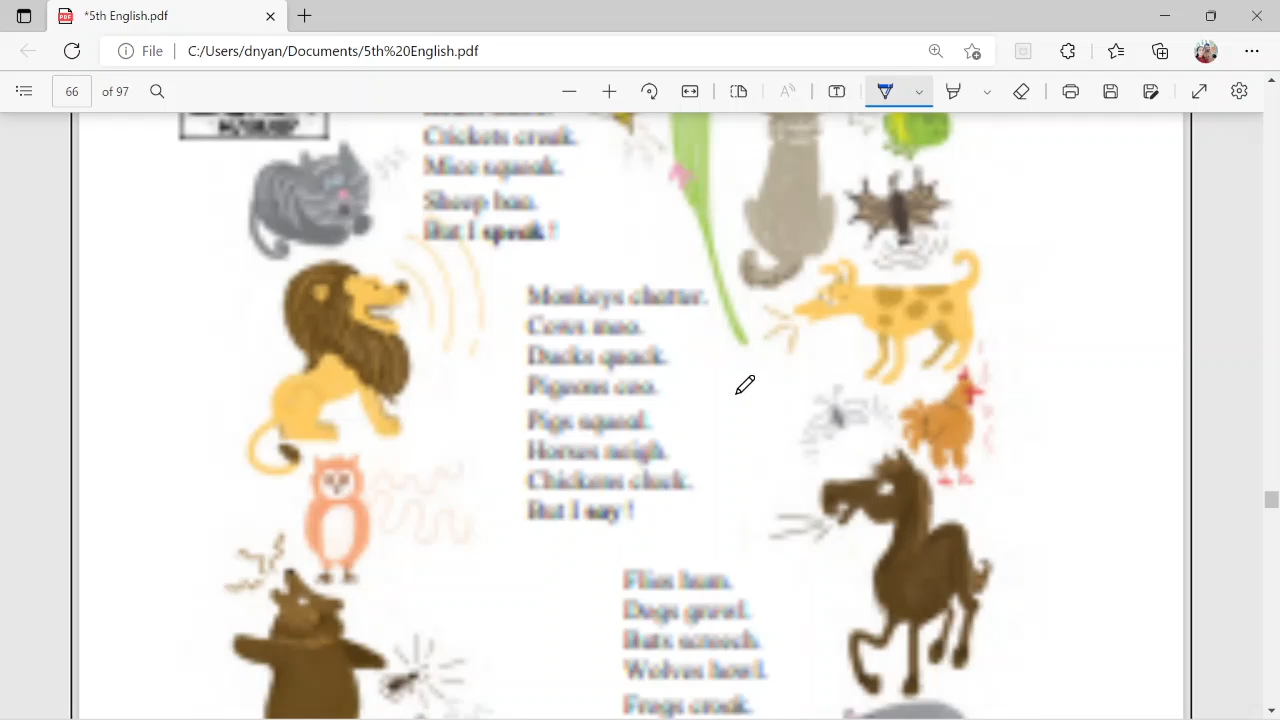 *5th English.pdf
File
C:/Users/dnyan/Documents/5th%20English.pdf
66 of 97
Crickets creak.
Mice squeak.
Sheep baa.
But I speak !
Monkeys chatter.
Cows moo.
Ducks quack.
Pigeons coo.
Pigs squeal.
Horses neigh.
Chickens cluck.
But I say !
Flies hum.
Dogs growl.
Bats screech.
Wolves howl.
Frogs croak.